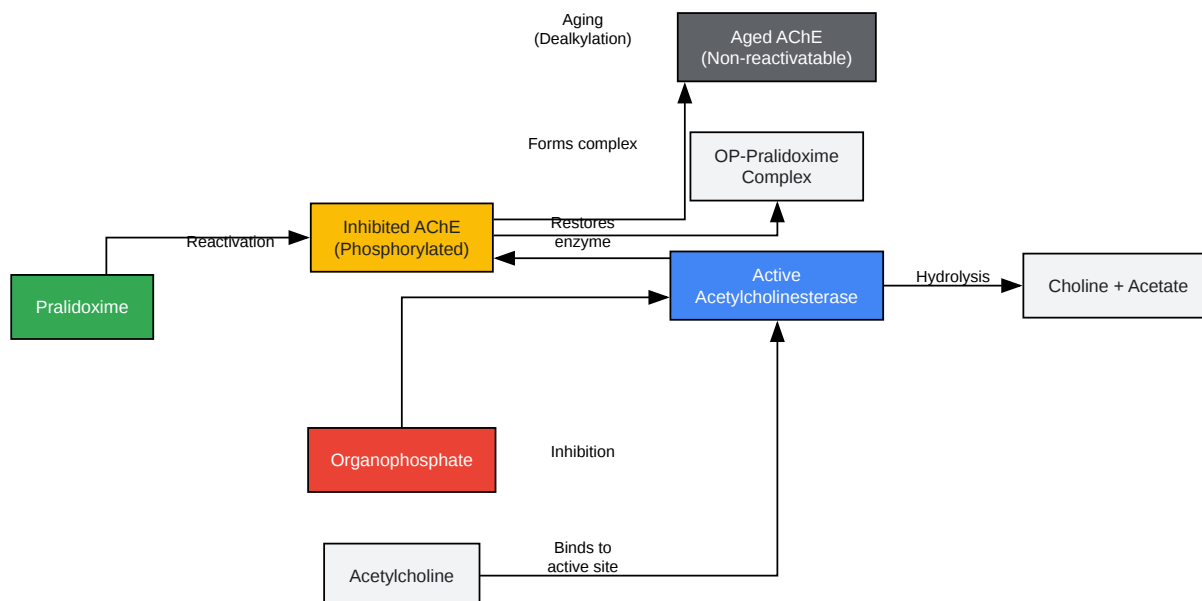 Aging
(Dealkylation)
Aged AChE
(Non-reactivatable)
Forms complex
OP-Pralidoxime
Complex
Inhibited AChE
(Phosphorylated)
Restores
enzyme
Reactivation
Active
Acetylcholinesterase
Hydrolysis
Choline + Acetate
Pralidoxime
Organophosphate
Inhibition
Binds to
active site
Acetylcholine